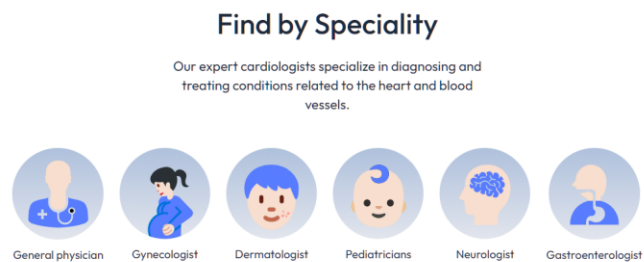 Find by Speciality
Our expert cardiologists specialize in diagnosing and
treating conditions related to the heart and blood
vessels.
General physician
Gynecologist
Dermatologist
Pediatricians
Neurologist
Gastroenterologist